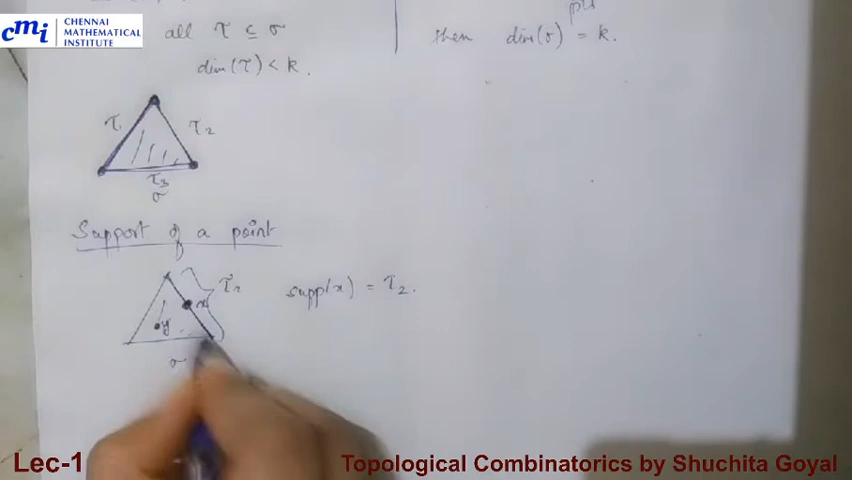 cmi
CHENNAI
MATHEMATICAL
INSTITUTE
all τ ⊆ σ
dim(τ) < k.
then dim(σ) = k.
τ₁
τ₂
τ₃
σ
Support of a point
τ₂
x
supp(x) = τ₂.
y
σ
Lec-1
Topological Combinatorics by Shuchita Goyal